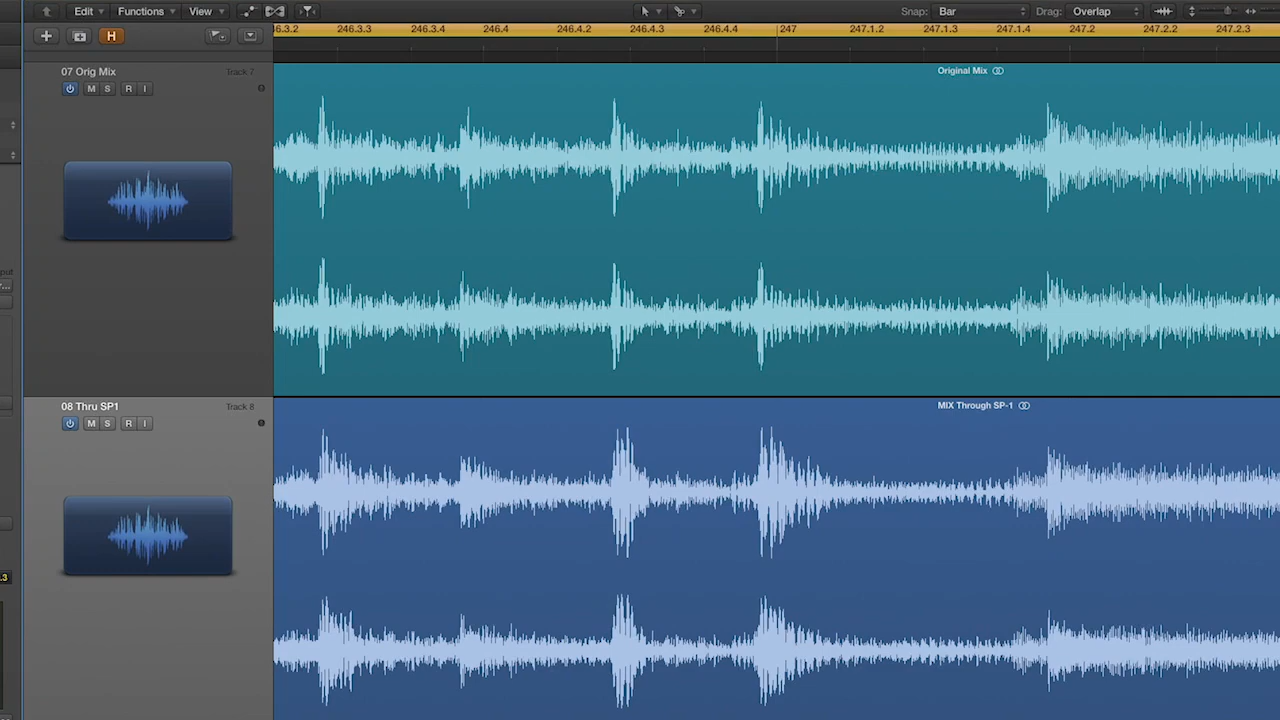 Edit Functions View Snap: Bar Drag: Overlap
H
246.3.3 246.3.4 246.4 246.4.2 246.4.3 246.4.4 247 247.1.2 247.1.3 247.1.4 247.2 247.2.2 247.2.3
07 Orig Mix Track 7
M S R I
Original Mix
08 Thru SP1 Track 8
M S R I
MIX Through SP-1